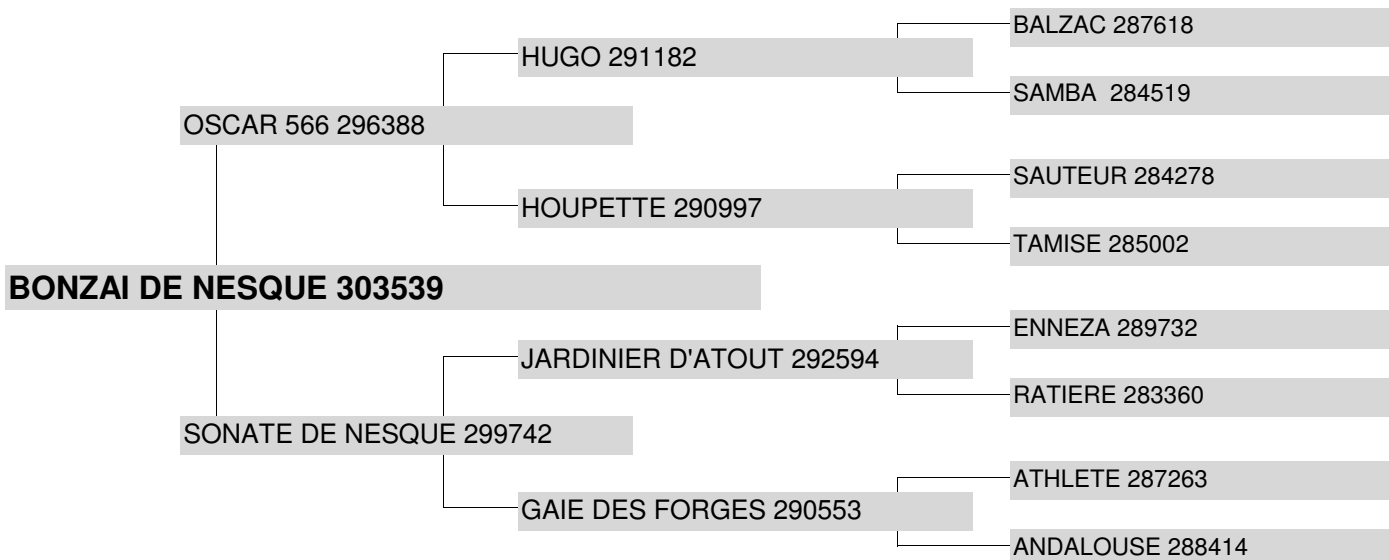 BALZAC 287618
HUGO 291182
SAMBA  284519
OSCAR 566 296388
SAUTEUR 284278
HOUPETTE 290997
TAMISE 285002
BONZAI DE NESQUE 303539
ENNEZA 289732
JARDINIER D'ATOUT 292594
RATIERE 283360
SONATE DE NESQUE 299742
ATHLETE 287263
GAIE DES FORGES 290553
ANDALOUSE 288414